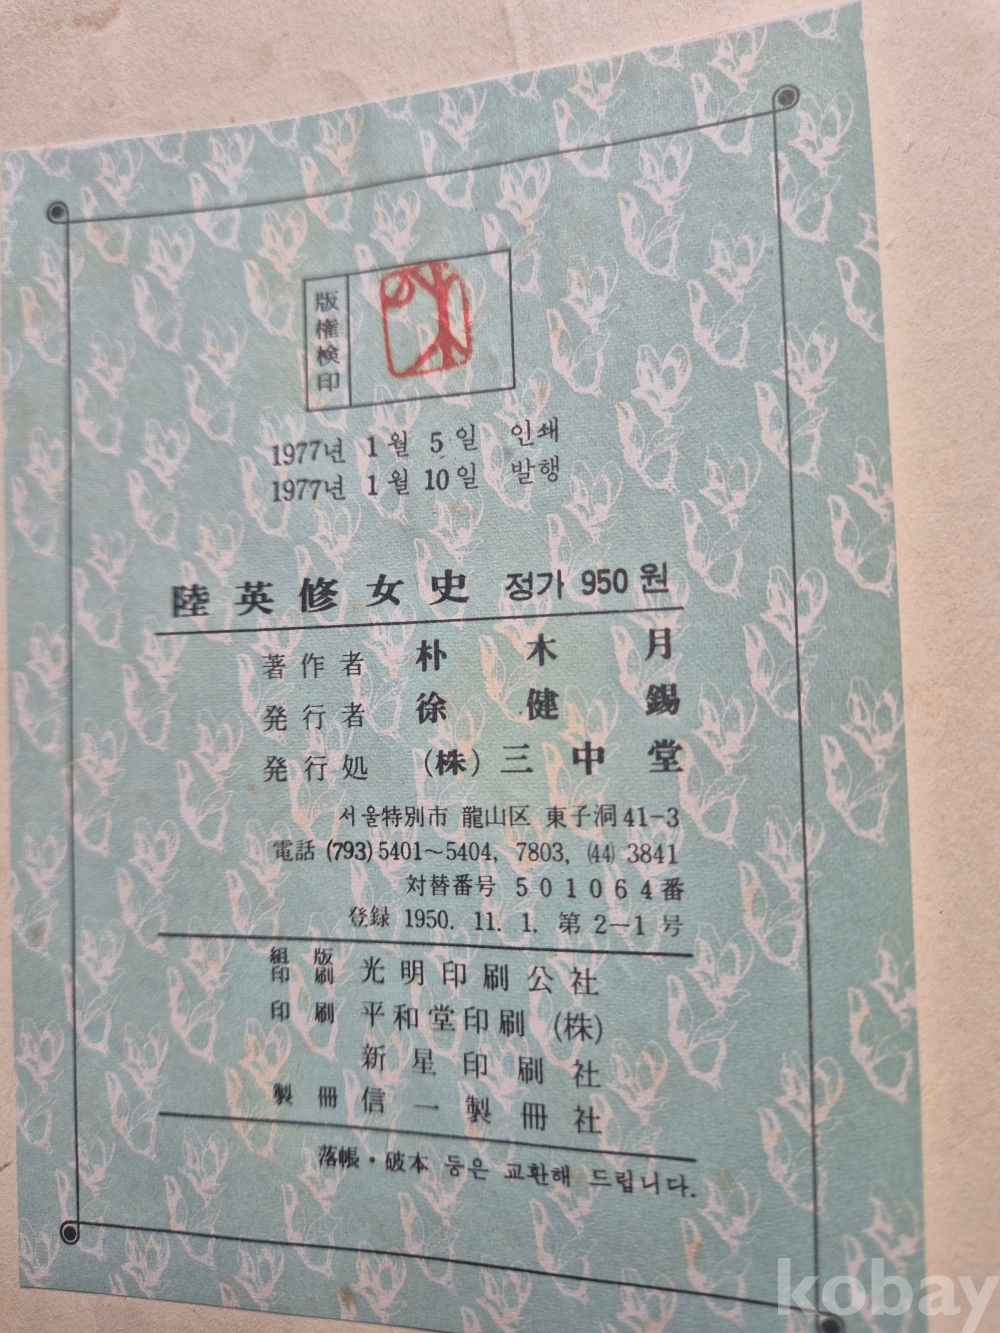 版権検印
1977년 1월 5일 인쇄
1977년 1월 10일 발행
陸英修女史 정가 950원
著作者 朴木月
発行者 徐健錫
発行処 (株)三中堂
서울特別市 龍山区 東子洞 41-3
電話 (793) 5401~5404, 7803, (44) 3841
対替番号 501064番
登録 1950. 11. 1. 第2-1号
組版印刷 光明印刷公社
印刷 平和堂印刷(株)
新星印刷社
製冊 信一製冊社
落帳·破本 등은 교환해 드립니다.
kobay